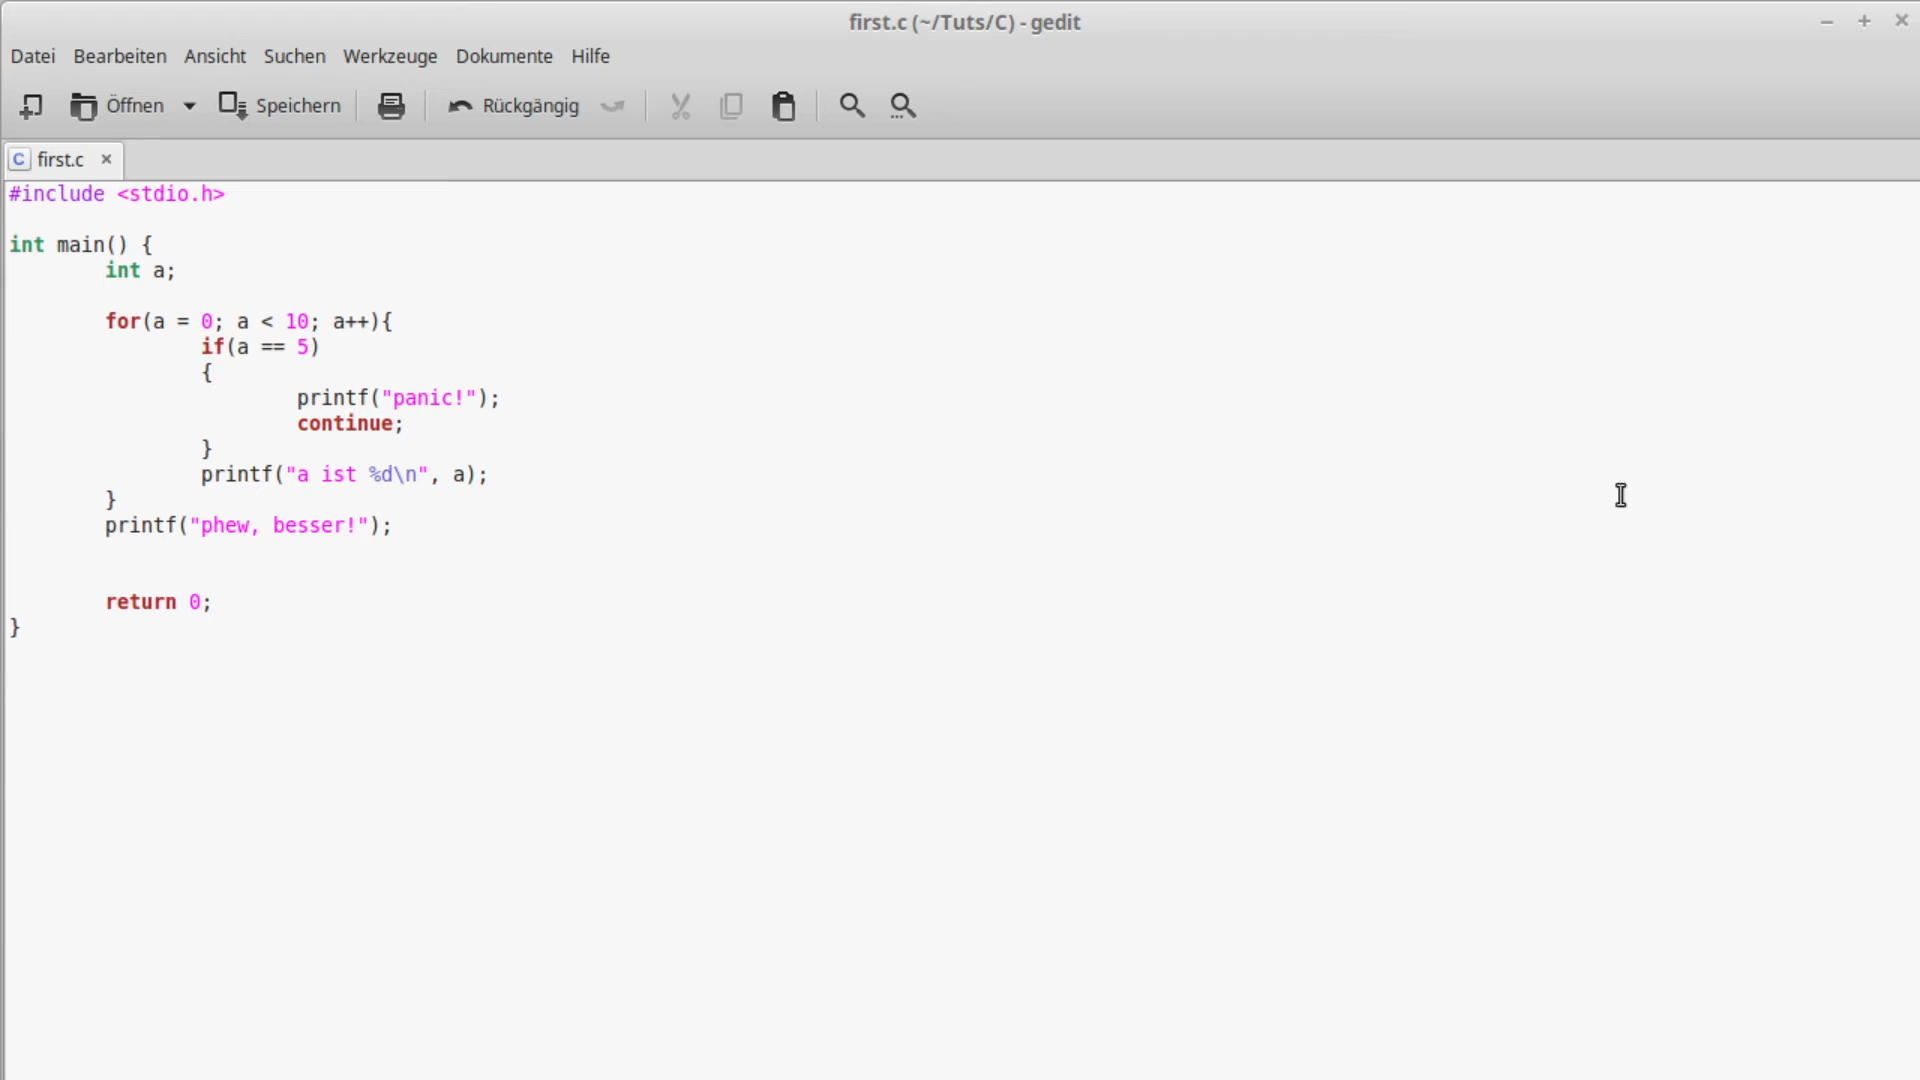 first.c (~/Tuts/C) - gedit
Datei Bearbeiten Ansicht Suchen Werkzeuge Dokumente Hilfe
Öffnen Speichern Rückgängig
C first.c
#include <stdio.h>
int main() {
int a;
for(a = 0; a < 10; a++){
if(a == 5)
{
printf("panic!");
continue;
}
printf("a ist %d\n", a);
}
printf("phew, besser!");
return 0;
}